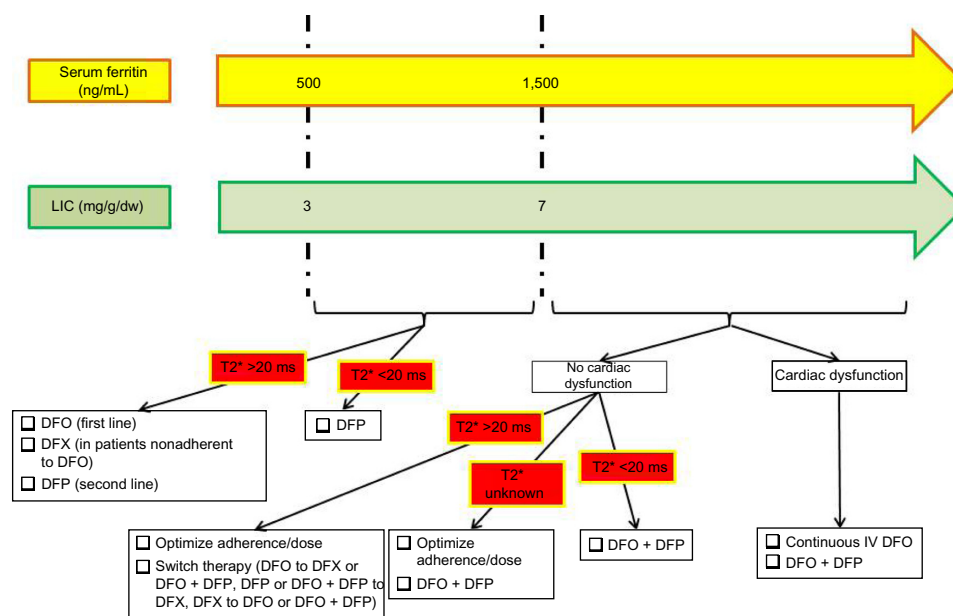 Serum ferritin
(ng/mL)
500
1,500
LIC (mg/g/dw)
3
7
T2* >20 ms
T2* <20 ms
No cardiac
dysfunction
Cardiac dysfunction
DFO (first line)
DFX (in patients nonadherent
to DFO)
DFP (second line)
DFP
T2* >20 ms
T2*
unknown
T2* <20 ms
Optimize adherence/dose
Switch therapy (DFO to DFX or
DFO + DFP, DFP or DFO + DFP to
DFX, DFX to DFO or DFO + DFP)
Optimize
adherence/dose
DFO + DFP
DFO + DFP
Continuous IV DFO
DFO + DFP